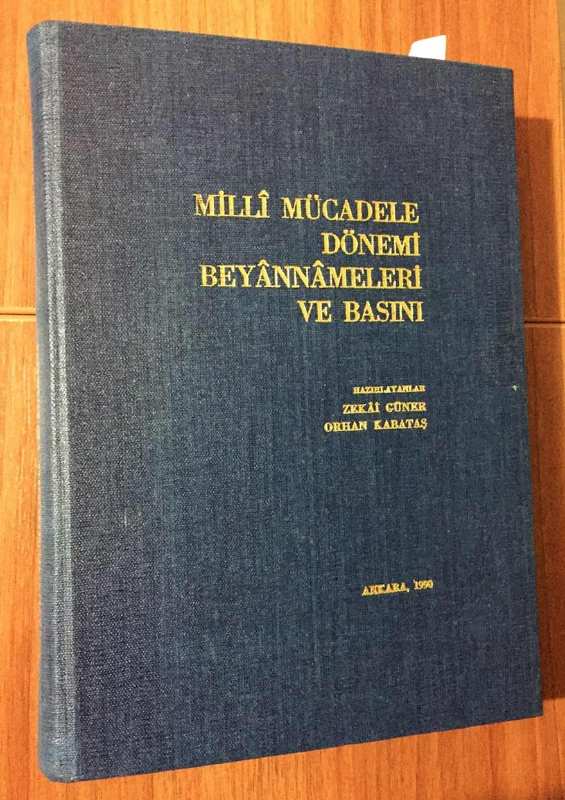 MİLLÎ MÜCADELE
DÖNEMİ
BEYÂNNÂMELERİ
VE BASINI
HAZIRLAYANLAR
ZEKÂİ GÜNER
ORHAN KABATAŞ
ANKARA, 1990